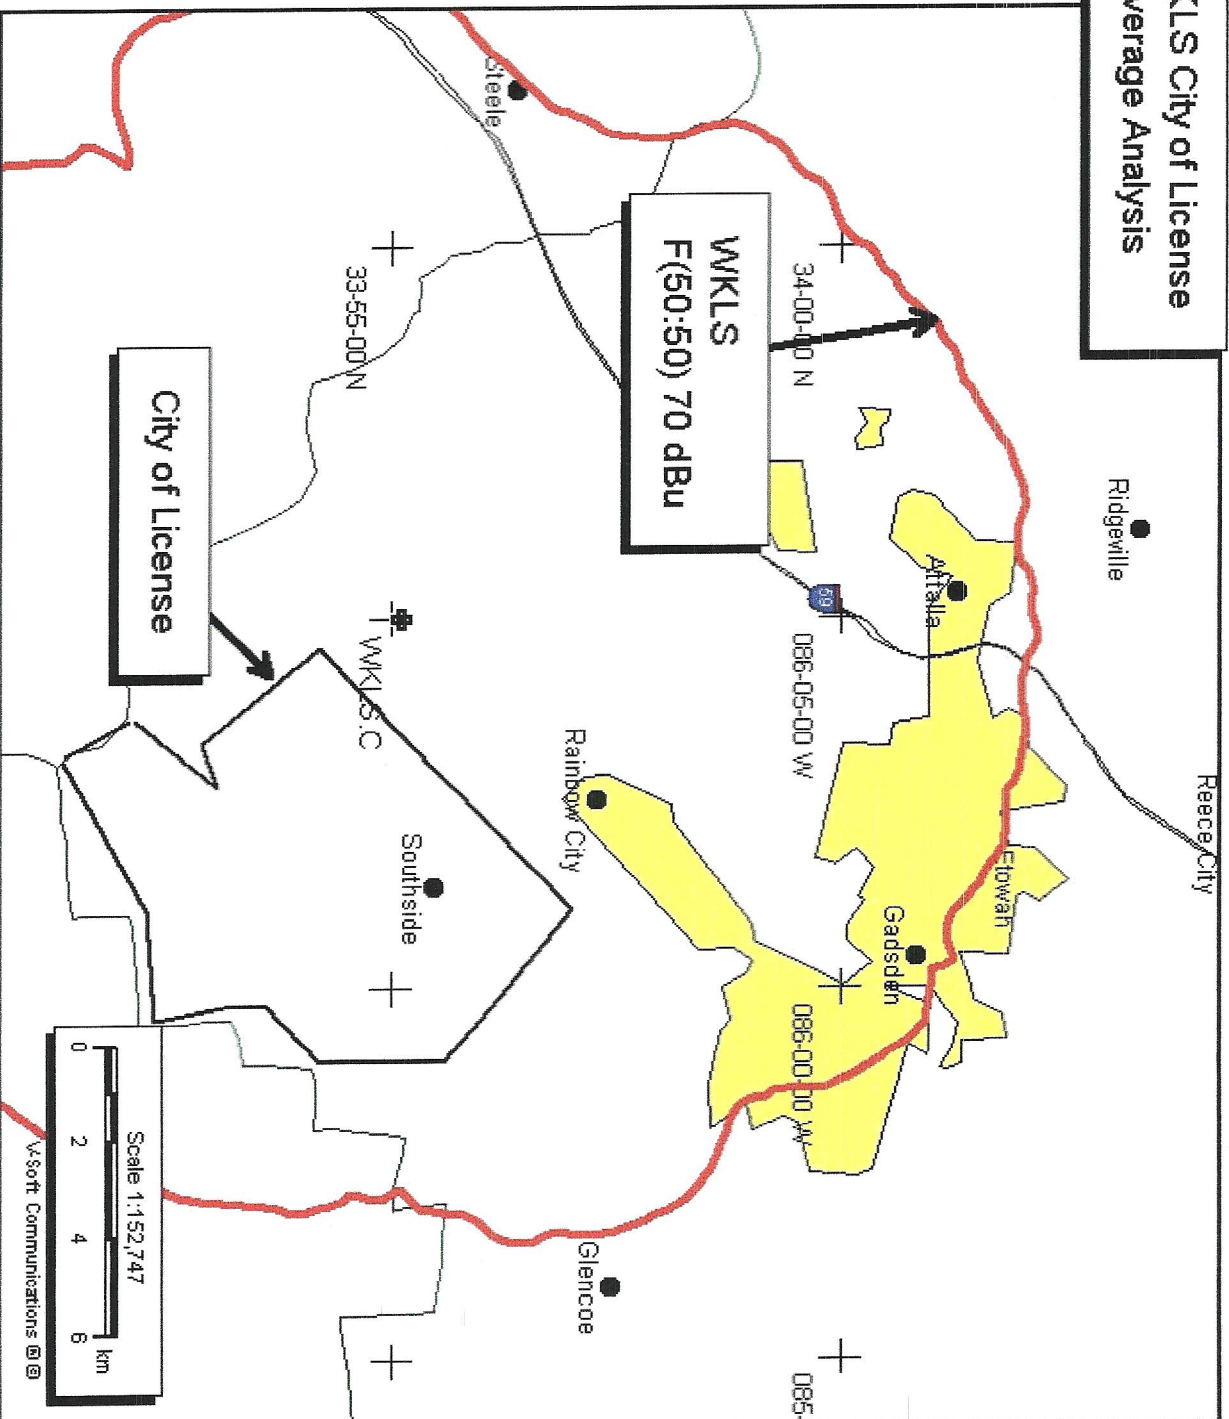 KLS City of License
verage Analysis
Reece City
Ridgeville
Attalla
Etowah
Gadsden
59
34-00-00 N
086-05-00 W
086-00-00 W
085-
WKLS
F(50:50) 70 dBu
Steele
Rainbow City
Glencoe
33-55-00 N
WKLS.C
Southside
City of License
Scale 1:152,747
0 2 4 6
km
V-Soft Communications ® ©